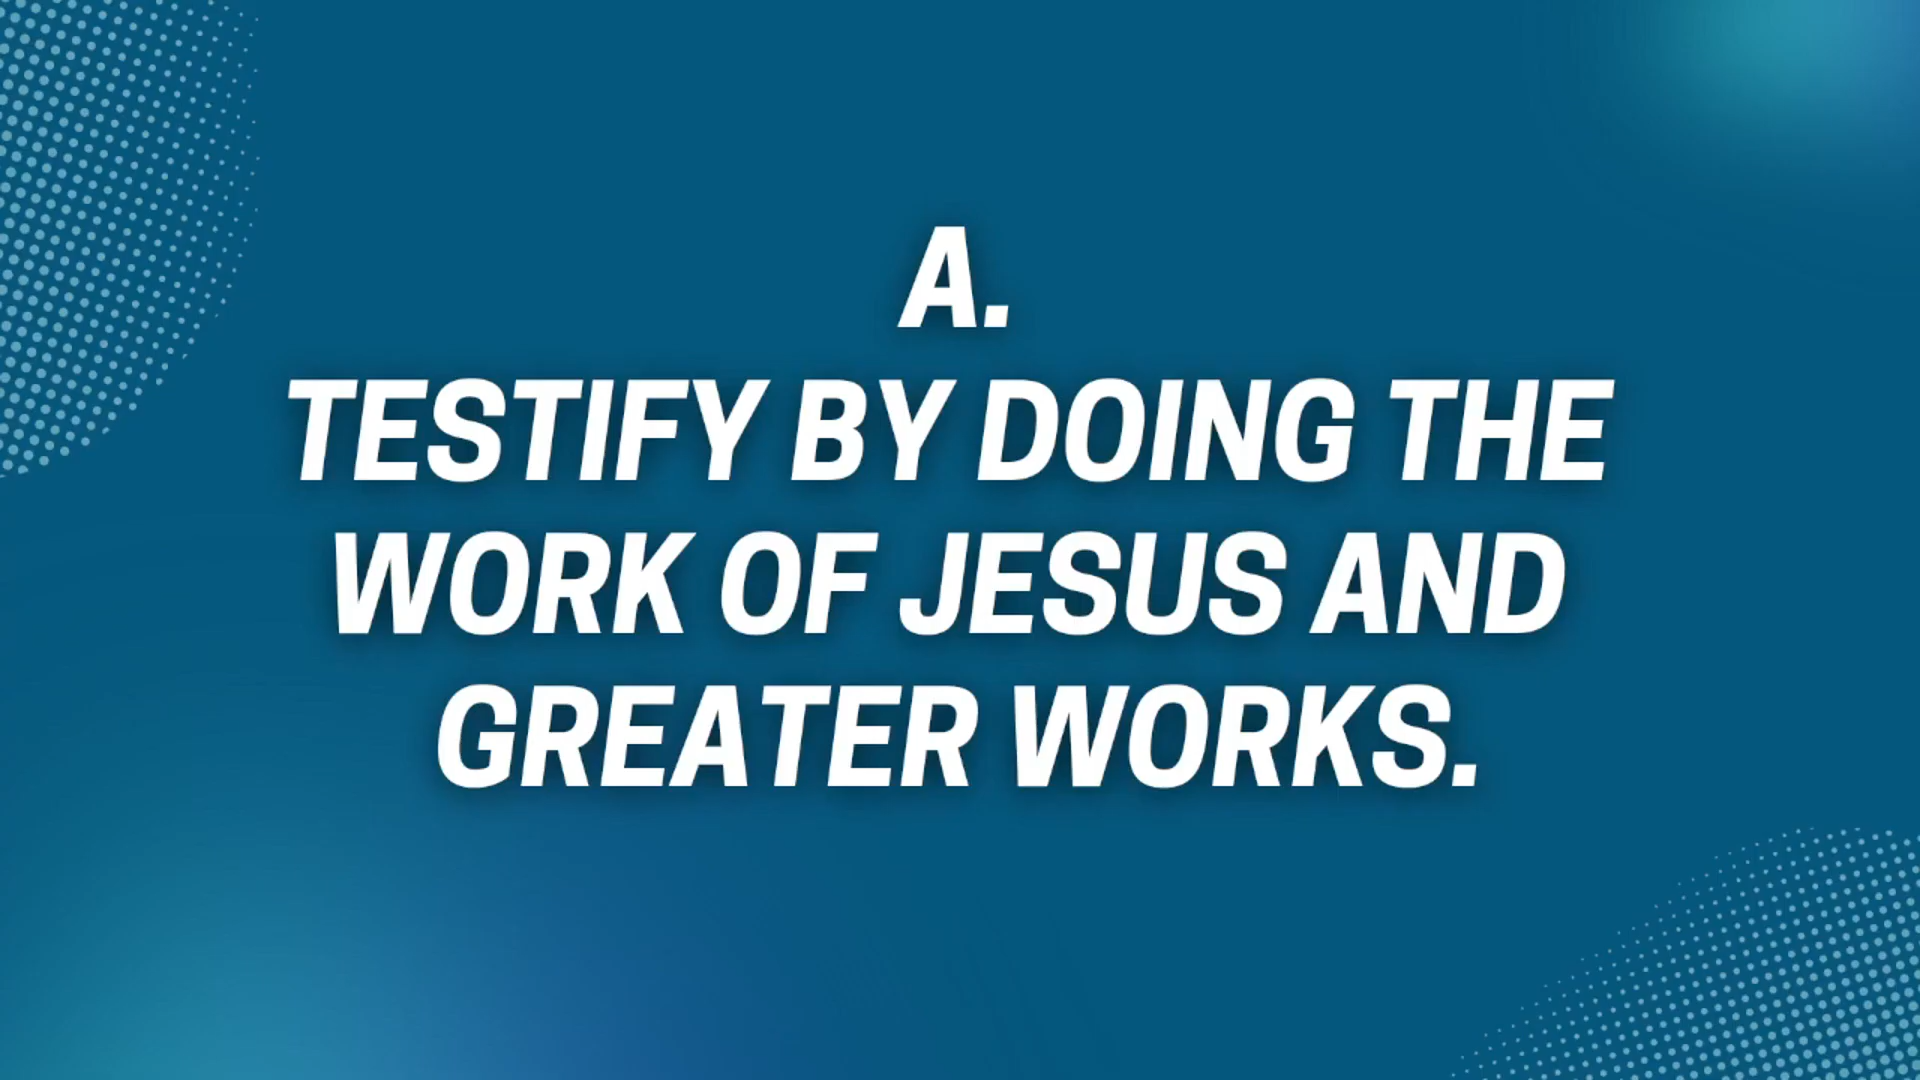 A.
TESTIFY BY DOING THE
WORK OF JESUS AND
GREATER WORKS.